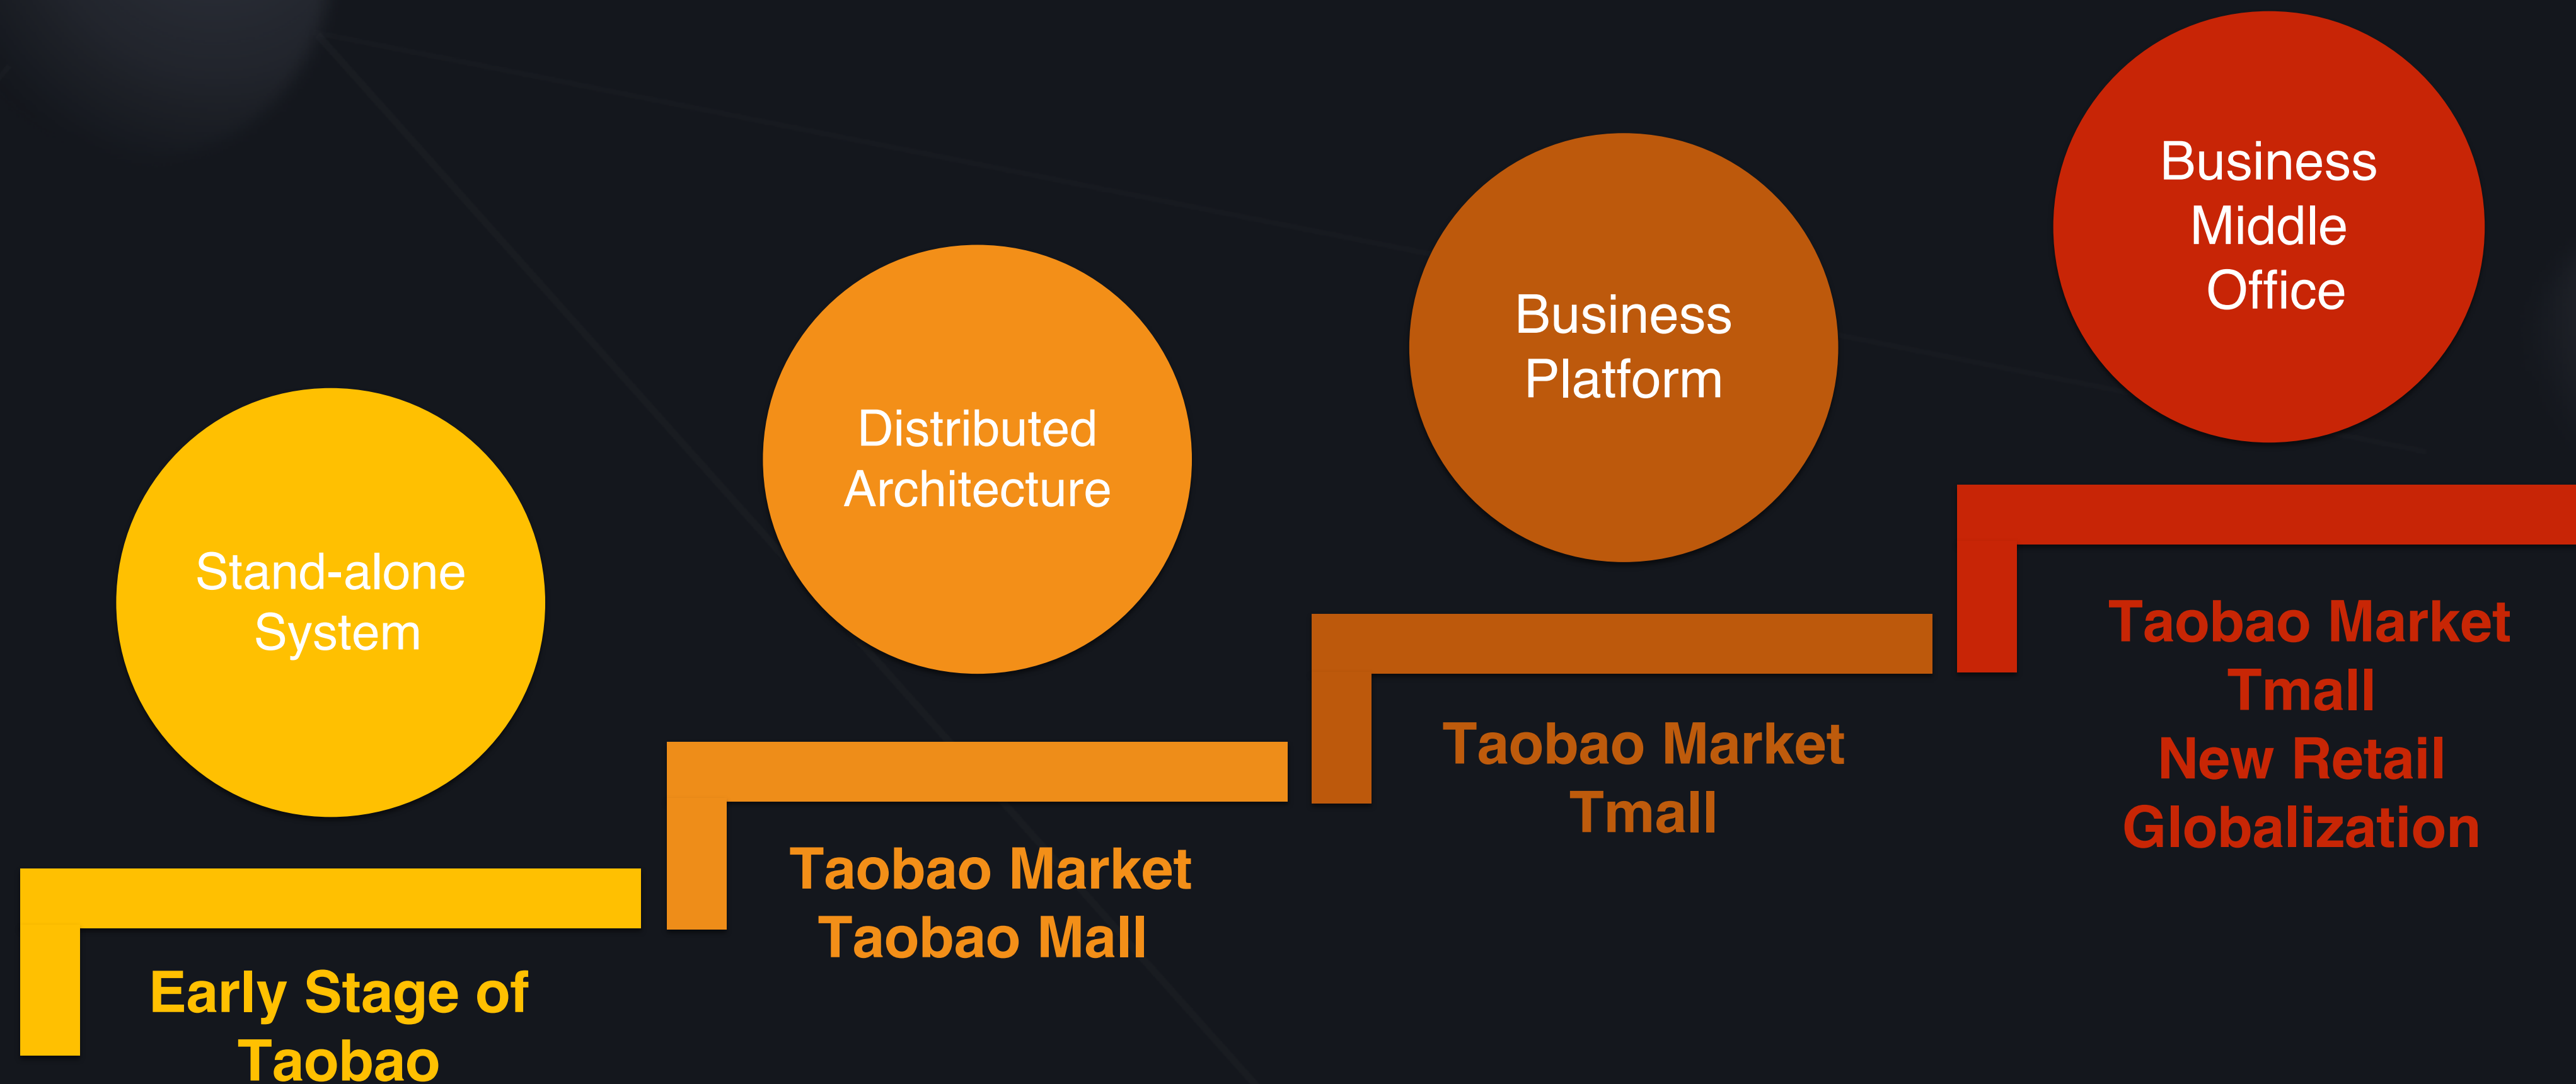 Stand-alone
System
Early Stage of
Taobao
Distributed
Architecture
Taobao Market
Taobao Mall
Business
Platform
Taobao Market
Tmall
Business
Middle
Office
Taobao Market
Tmall
New Retail
Globalization